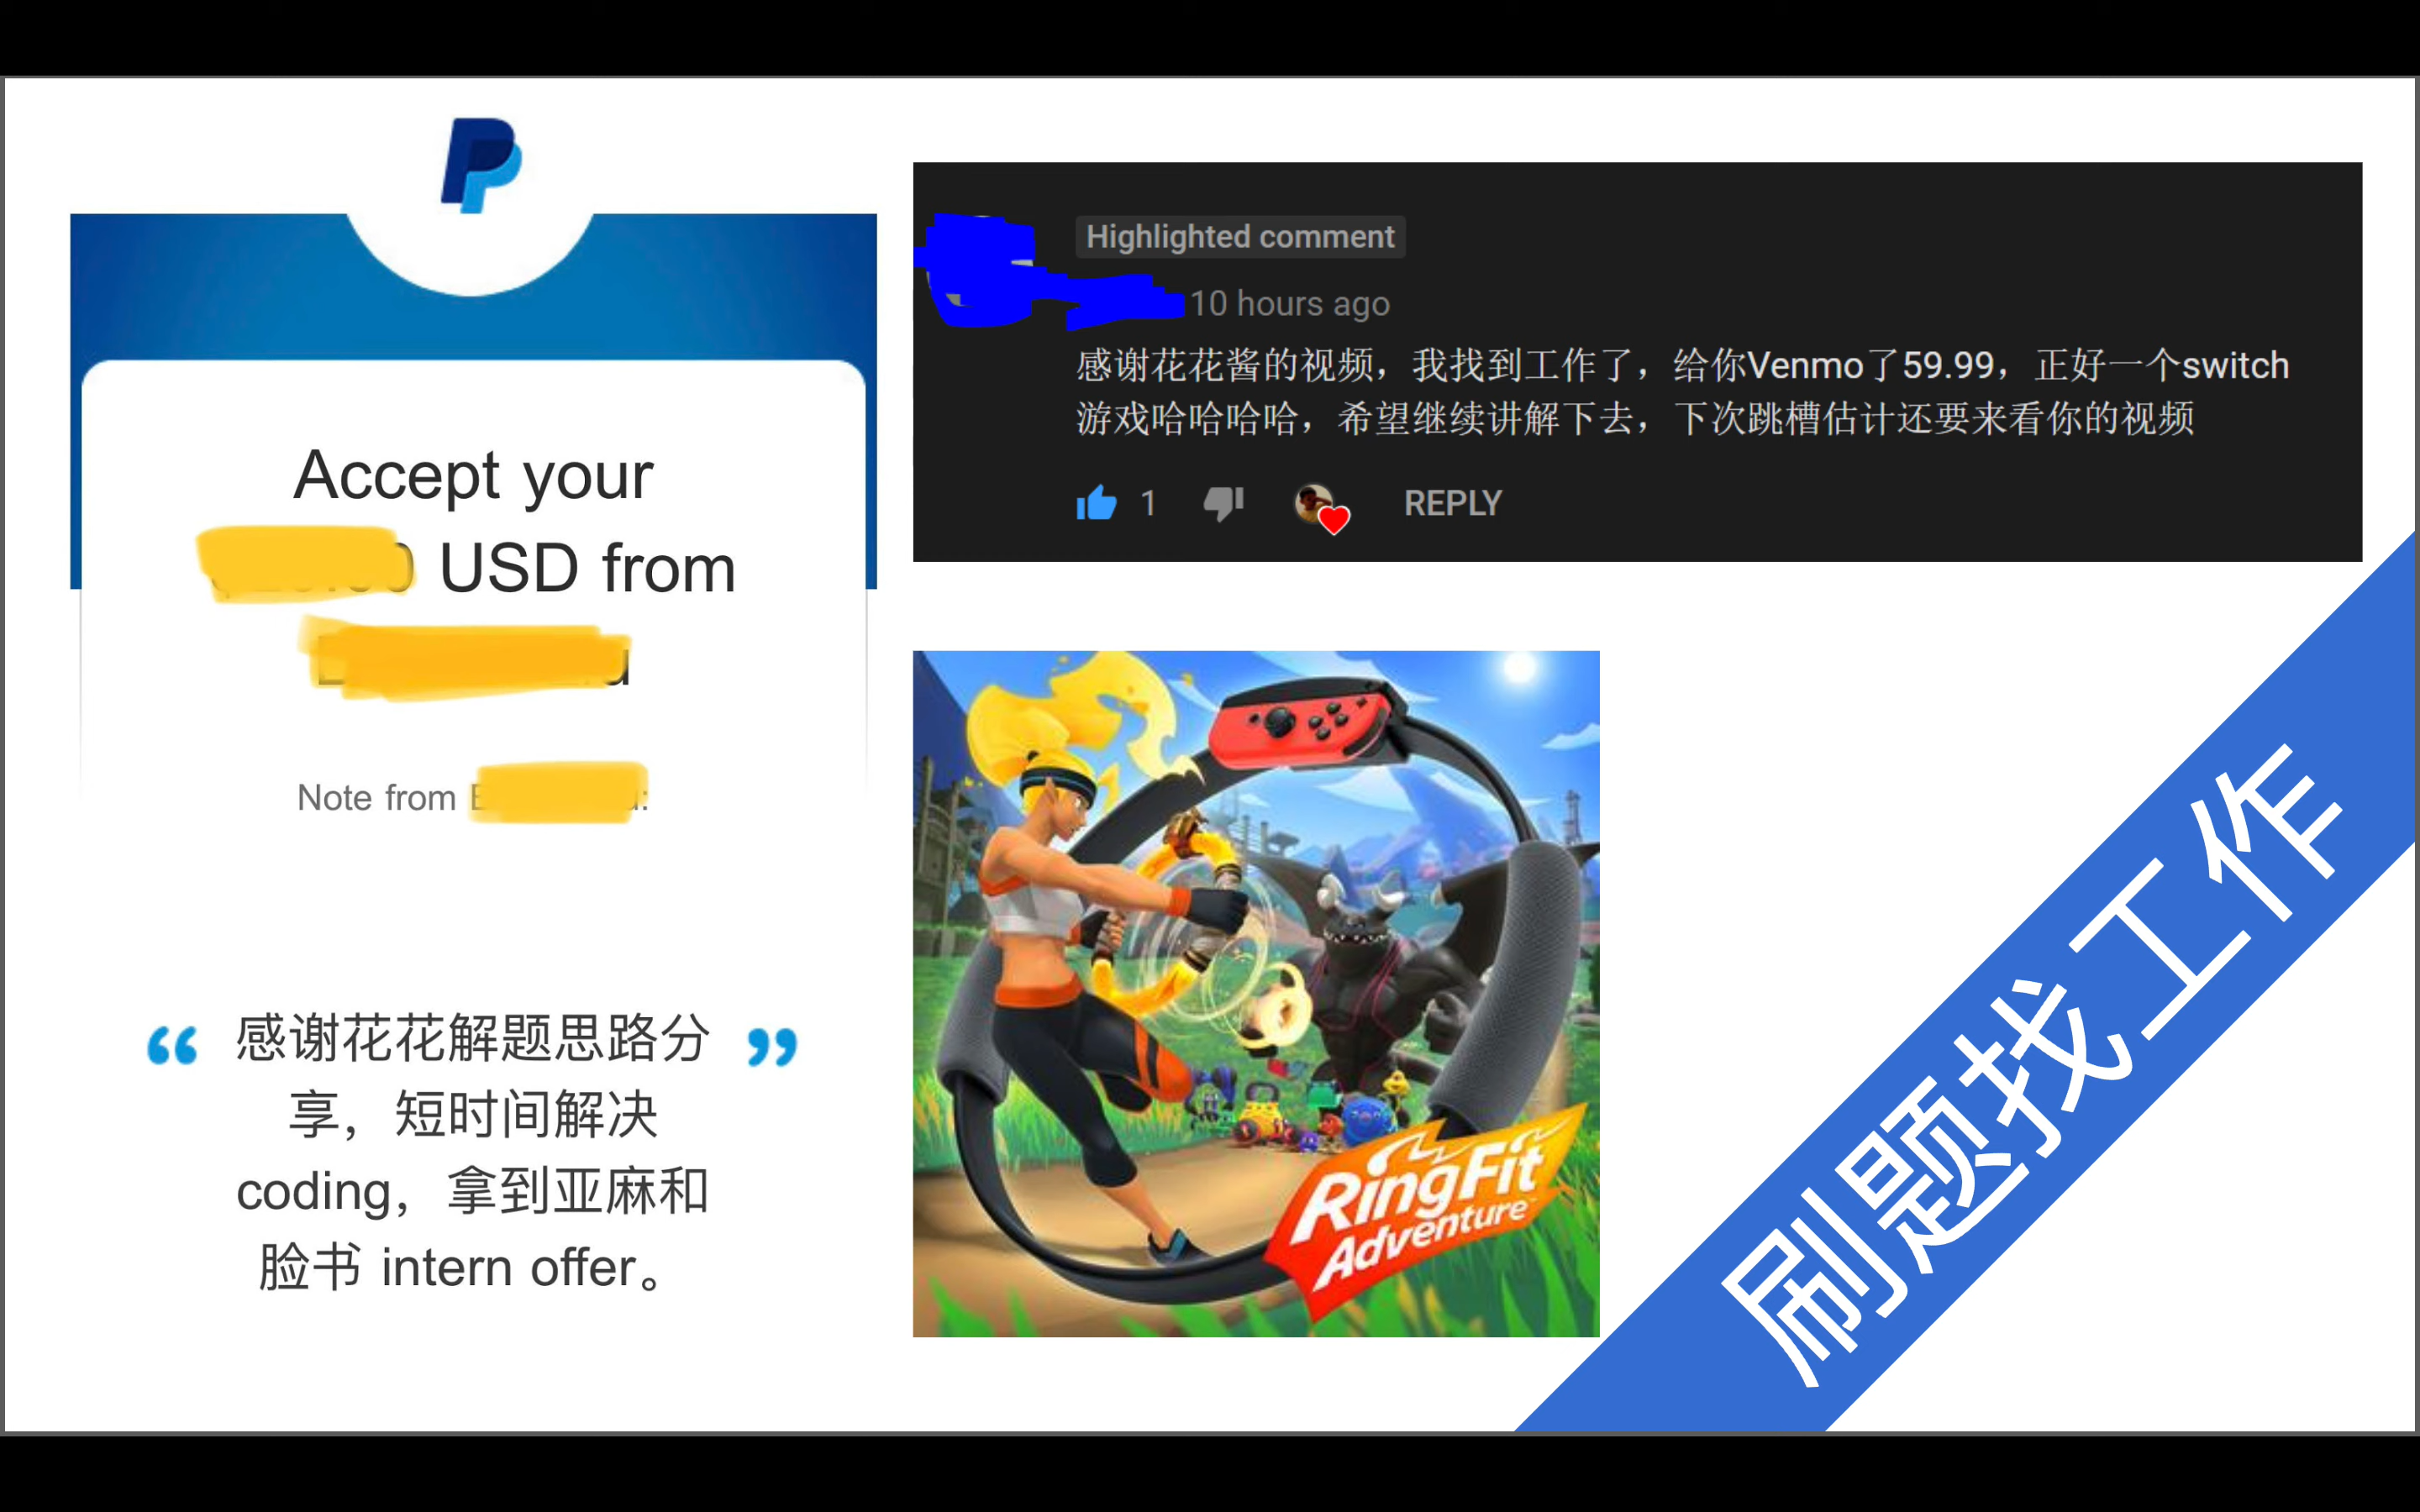 Accept your
USD from
Note from
“ 感谢花花解题思路分 ”
享，短时间解决
coding，拿到亚麻和
脸书 intern offer。
Highlighted comment
10 hours ago
感谢花花酱的视频，我找到工作了，给你Venmo了59.99，正好一个switch
游戏哈哈哈哈，希望继续讲解下去，下次跳槽估计还要来看你的视频
1 REPLY
RingFit
Adventure
刷题找工作